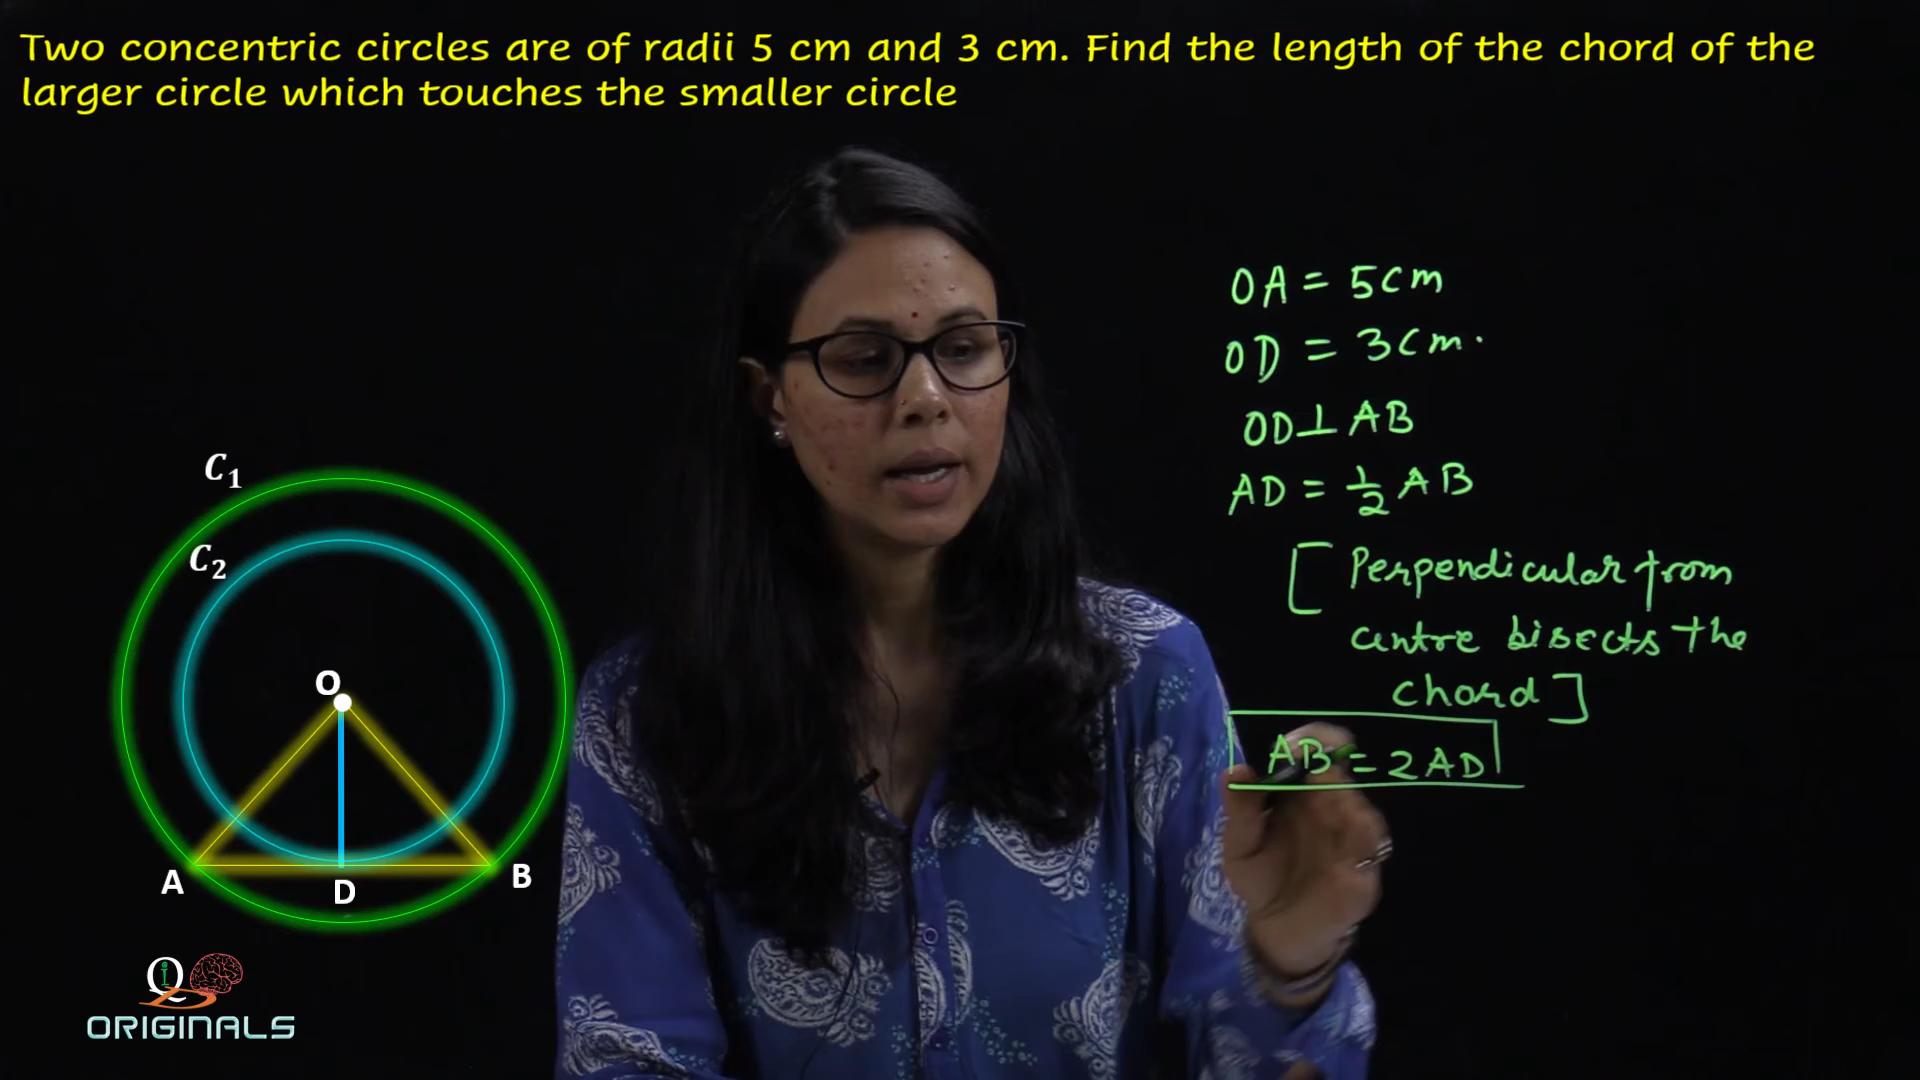 Two concentric circles are of radii 5 cm and 3 cm. Find the length of the chord of the
larger circle which touches the smaller circle
OA = 5cm
OD = 3cm.
OD⊥AB
AD = 1/2 AB
[Perpendicular from
centre bisects the
chord]
AB = 2AD
C₁
C₂
O
A
D
B
QiD
ORIGINALS